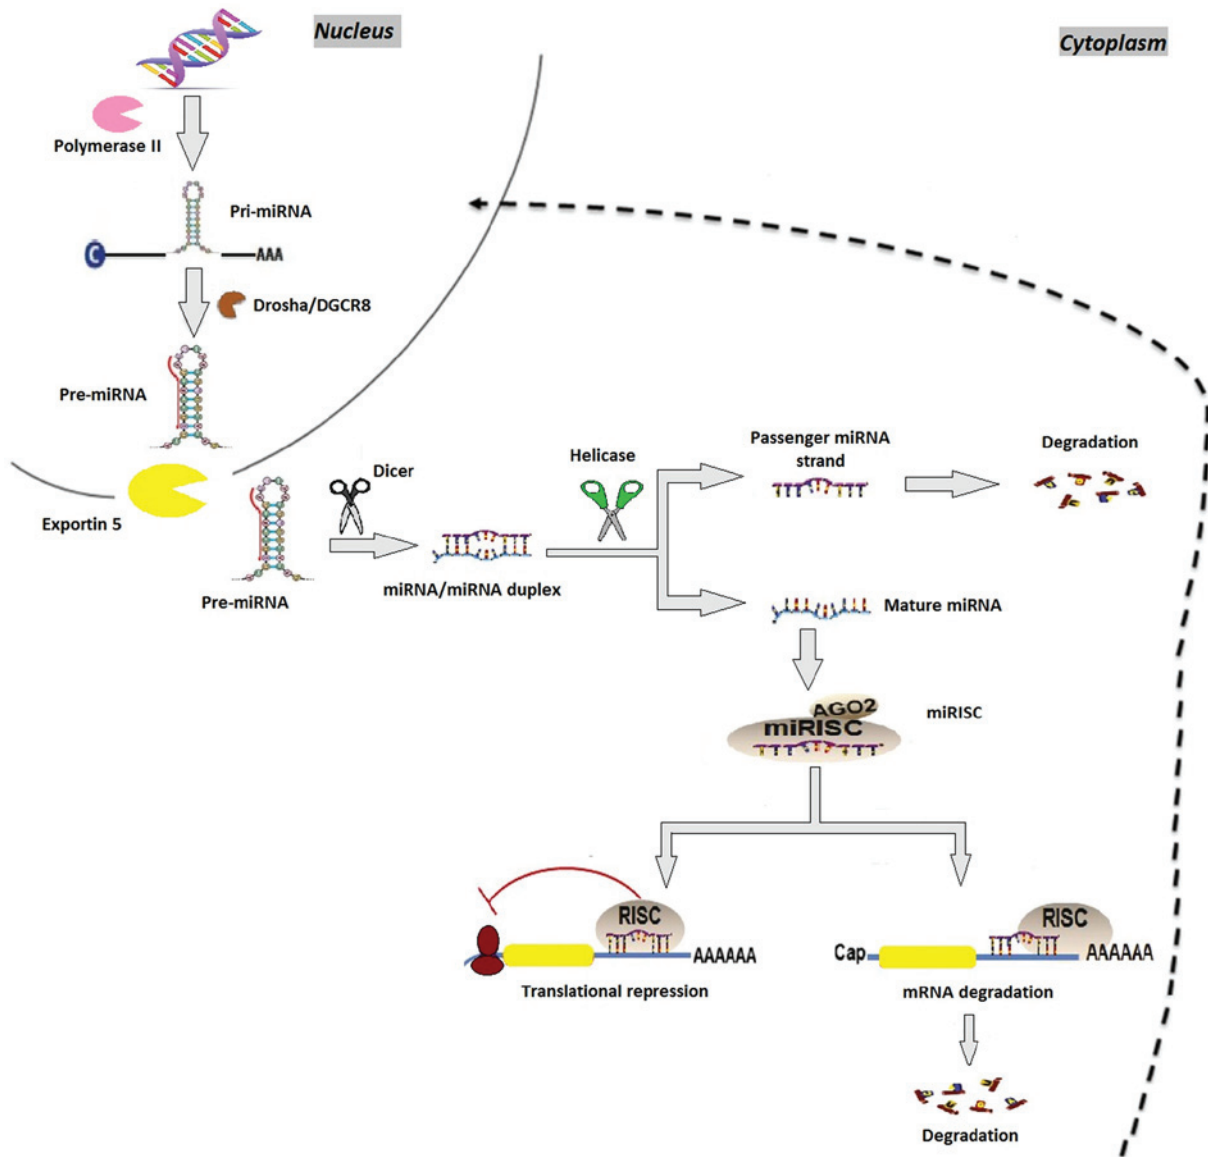 Nucleus
Cytoplasm
Polymerase II
Pri-miRNA
C
AAA
Drosha/DGCR8
Pre-miRNA
Exportin 5
Pre-miRNA
Dicer
miRNA/miRNA duplex
Helicase
Passenger miRNA
strand
Degradation
Mature miRNA
AGO2
miRISC
miRISC
RISC
AAAAAA
Translational repression
RISC
Cap
AAAAAA
mRNA degradation
Degradation